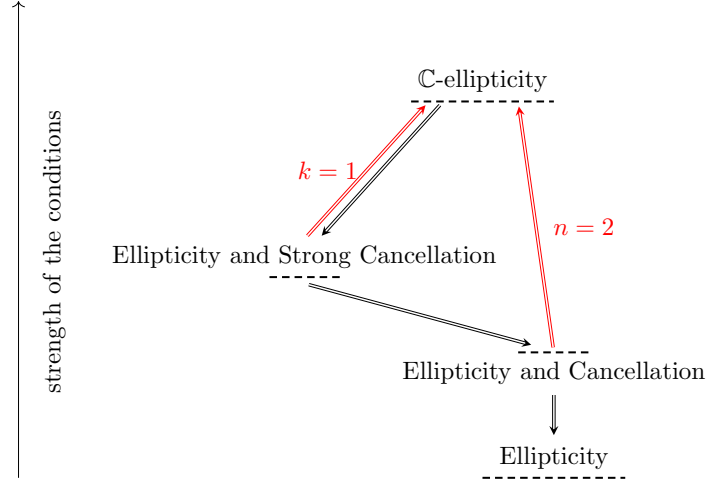 ℂ-ellipticity
k = 1
n = 2
Ellipticity and Strong Cancellation
Ellipticity and Cancellation
Ellipticity
strength of the conditions